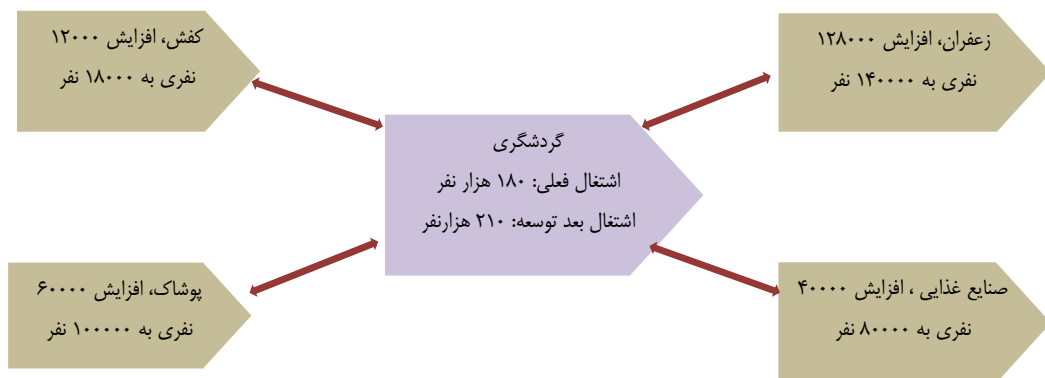 زعفران، افزایش ۱۲۸۰۰۰
نفری به ۱۴۰۰۰۰ نفر
کفش، افزایش ۱۲۰۰۰
نفری به ۱۸۰۰۰ نفر
گردشگری
اشتغال فعلی: ۱۸۰ هزار نفر
اشتغال بعد توسعه: ۲۱۰ هزارنفر
صنایع غذایی ، افزایش ۴۰۰۰۰
نفری به ۸۰۰۰۰ نفر
پوشاک، افزایش ۶۰۰۰۰
نفری به ۱۰۰۰۰۰ نفر